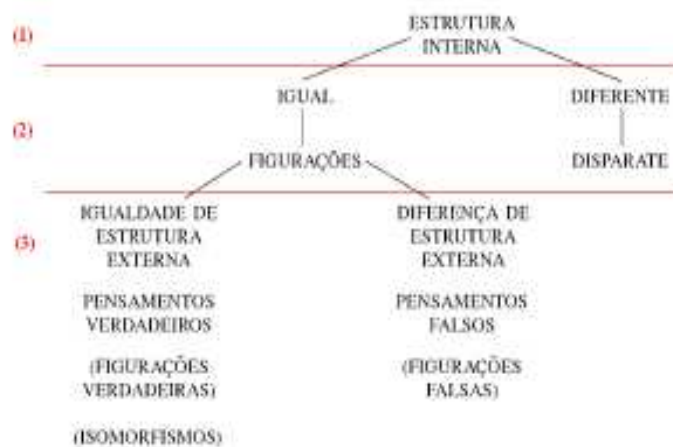 (1)
ESTRUTURA
INTERNA
IGUAL
DIFERENTE
(2)
FIGURAÇÕES
DISPARATE
IGUALDADE DE
ESTRUTURA
EXTERNA
DIFERENÇA DE
ESTRUTURA
EXTERNA
(3)
PENSAMENTOS
VERDADEIROS
PENSAMENTOS
FALSOS
(FIGURAÇÕES
VERDADEIRAS)
(FIGURAÇÕES
FALSAS)
(ISOMORFISMOS)